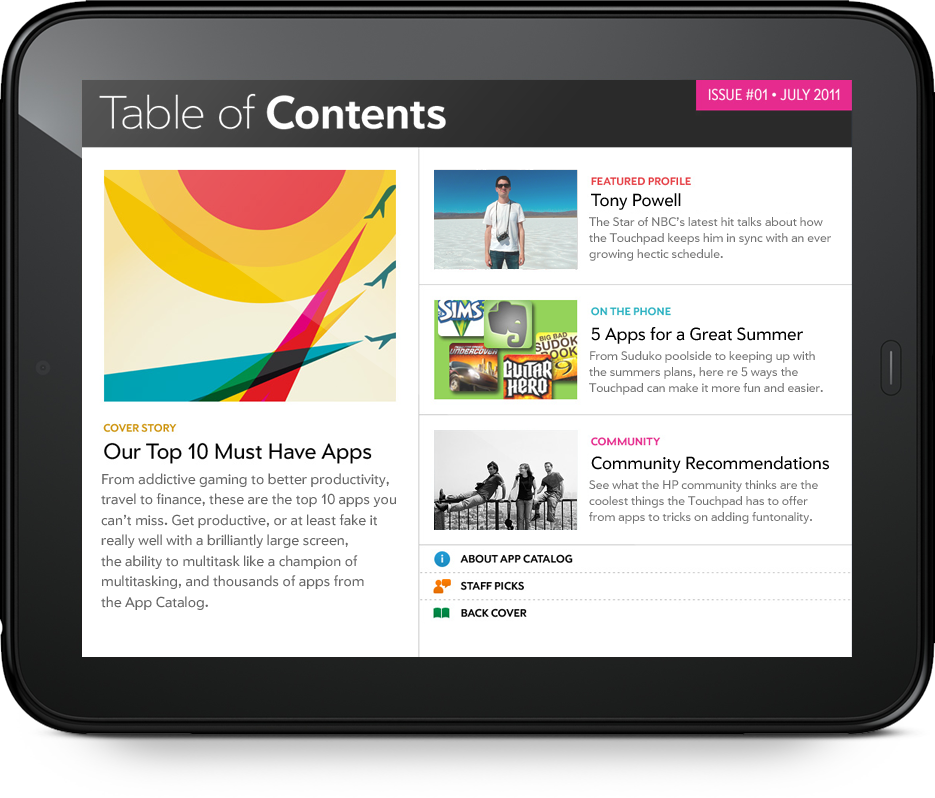 Table of Contents
ISSUE #01 • JULY 2011
COVER STORY
Our Top 10 Must Have Apps
From addictive gaming to better productivity,
travel to finance, these are the top 10 apps you
can't miss. Get productive, or at least fake it
really well with a brilliantly large screen,
the ability to multitask like a champion of
multitasking, and thousands of apps from
the App Catalog.
FEATURED PROFILE
Tony Powell
The Star of NBC's latest hit talks about how
the Touchpad keeps him in sync with an ever
growing hectic schedule.
THE SIMS
BIG BAD
SUDOK
BOOK
9
UNDERCOVER
GUITAR
HERO
ON THE PHONE
5 Apps for a Great Summer
From Suduko poolside to keeping up with
the summers plans, here re 5 ways the
Touchpad can make it more fun and easier.
COMMUNITY
Community Recommendations
See what the HP community thinks are the
coolest things the Touchpad has to offer
from apps to tricks on adding funtonality.
i
ABOUT APP CATALOG
STAFF PICKS
BACK COVER